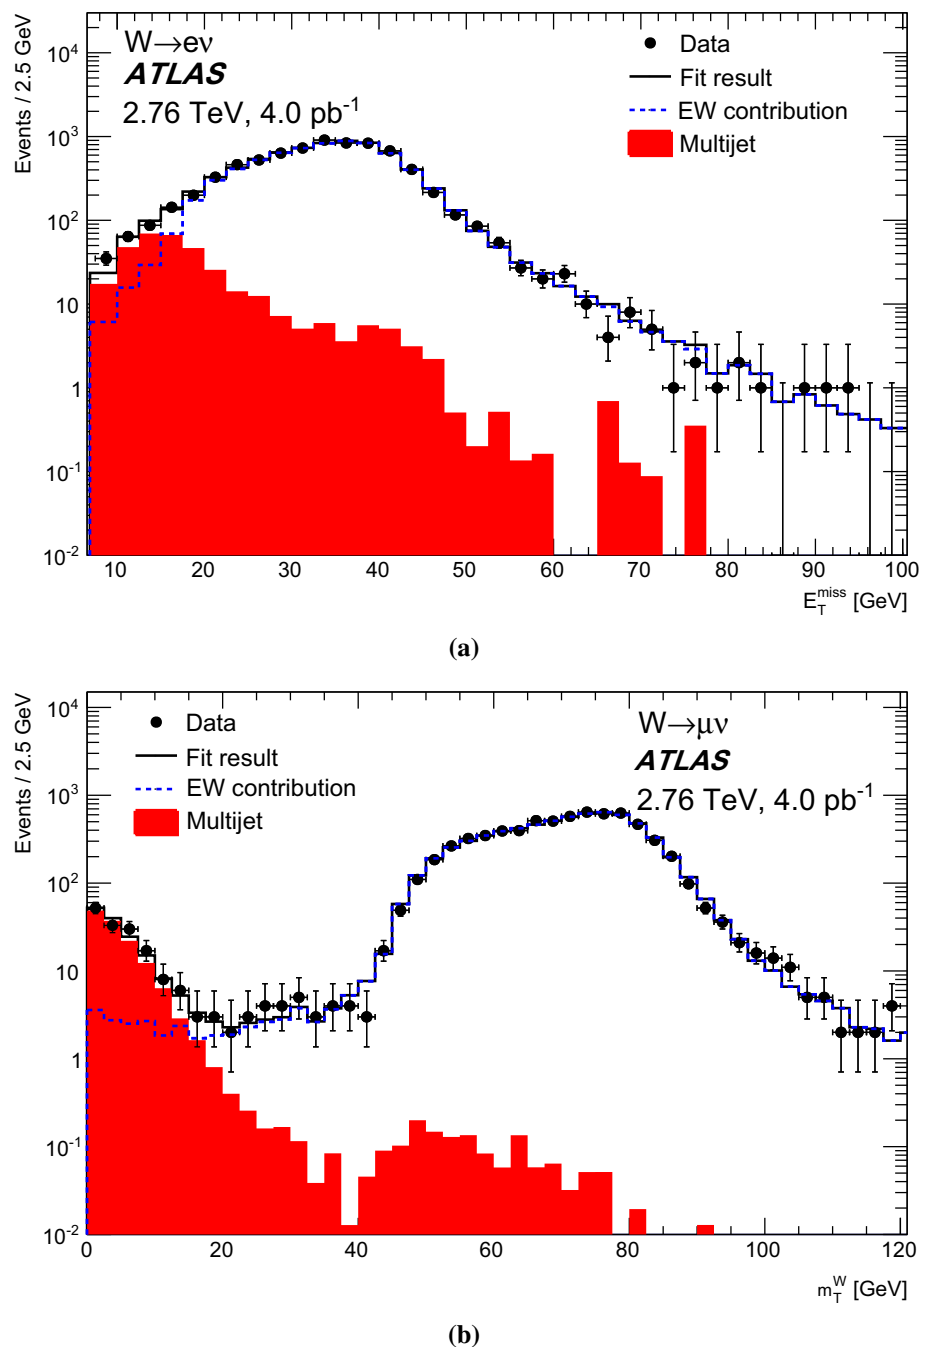 Events / 2.5 GeV
10⁴
10³
10²
10
1
10⁻¹
10⁻²
W→eν
ATLAS
2.76 TeV, 4.0 pb⁻¹
Data
Fit result
EW contribution
Multijet
10 20 30 40 50 60 70 80 90 100
E_T^miss [GeV]
(a)
Events / 2.5 GeV
10⁴
10³
10²
10
1
10⁻¹
10⁻²
Data
Fit result
EW contribution
Multijet
W→μν
ATLAS
2.76 TeV, 4.0 pb⁻¹
0 20 40 60 80 100 120
m_T^W [GeV]
(b)